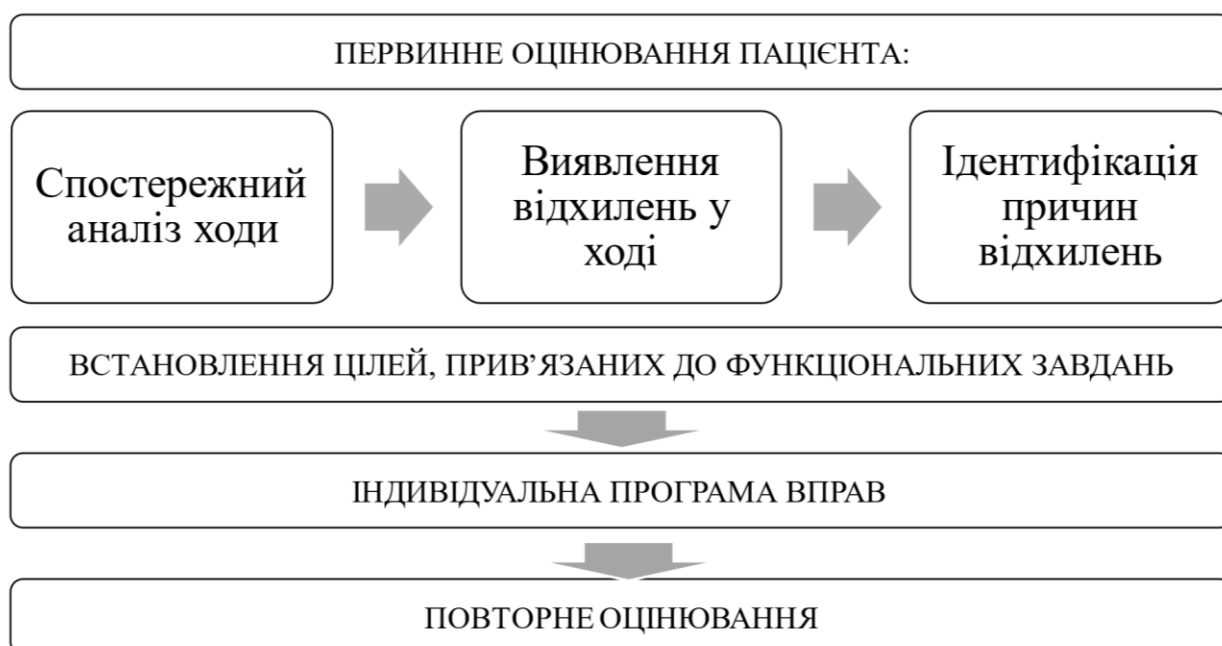 ПЕРВИННЕ ОЦІНЮВАННЯ ПАЦІЄНТА:
Спостережний
аналіз ходи
Виявлення
відхилень у
ході
Ідентифікація
причин
відхилень
ВСТАНОВЛЕННЯ ЦІЛЕЙ, ПРИВ’ЯЗАНИХ ДО ФУНКЦІОНАЛЬНИХ ЗАВДАНЬ
ІНДИВІДУАЛЬНА ПРОГРАМА ВПРАВ
ПОВТОРНЕ ОЦІНЮВАННЯ